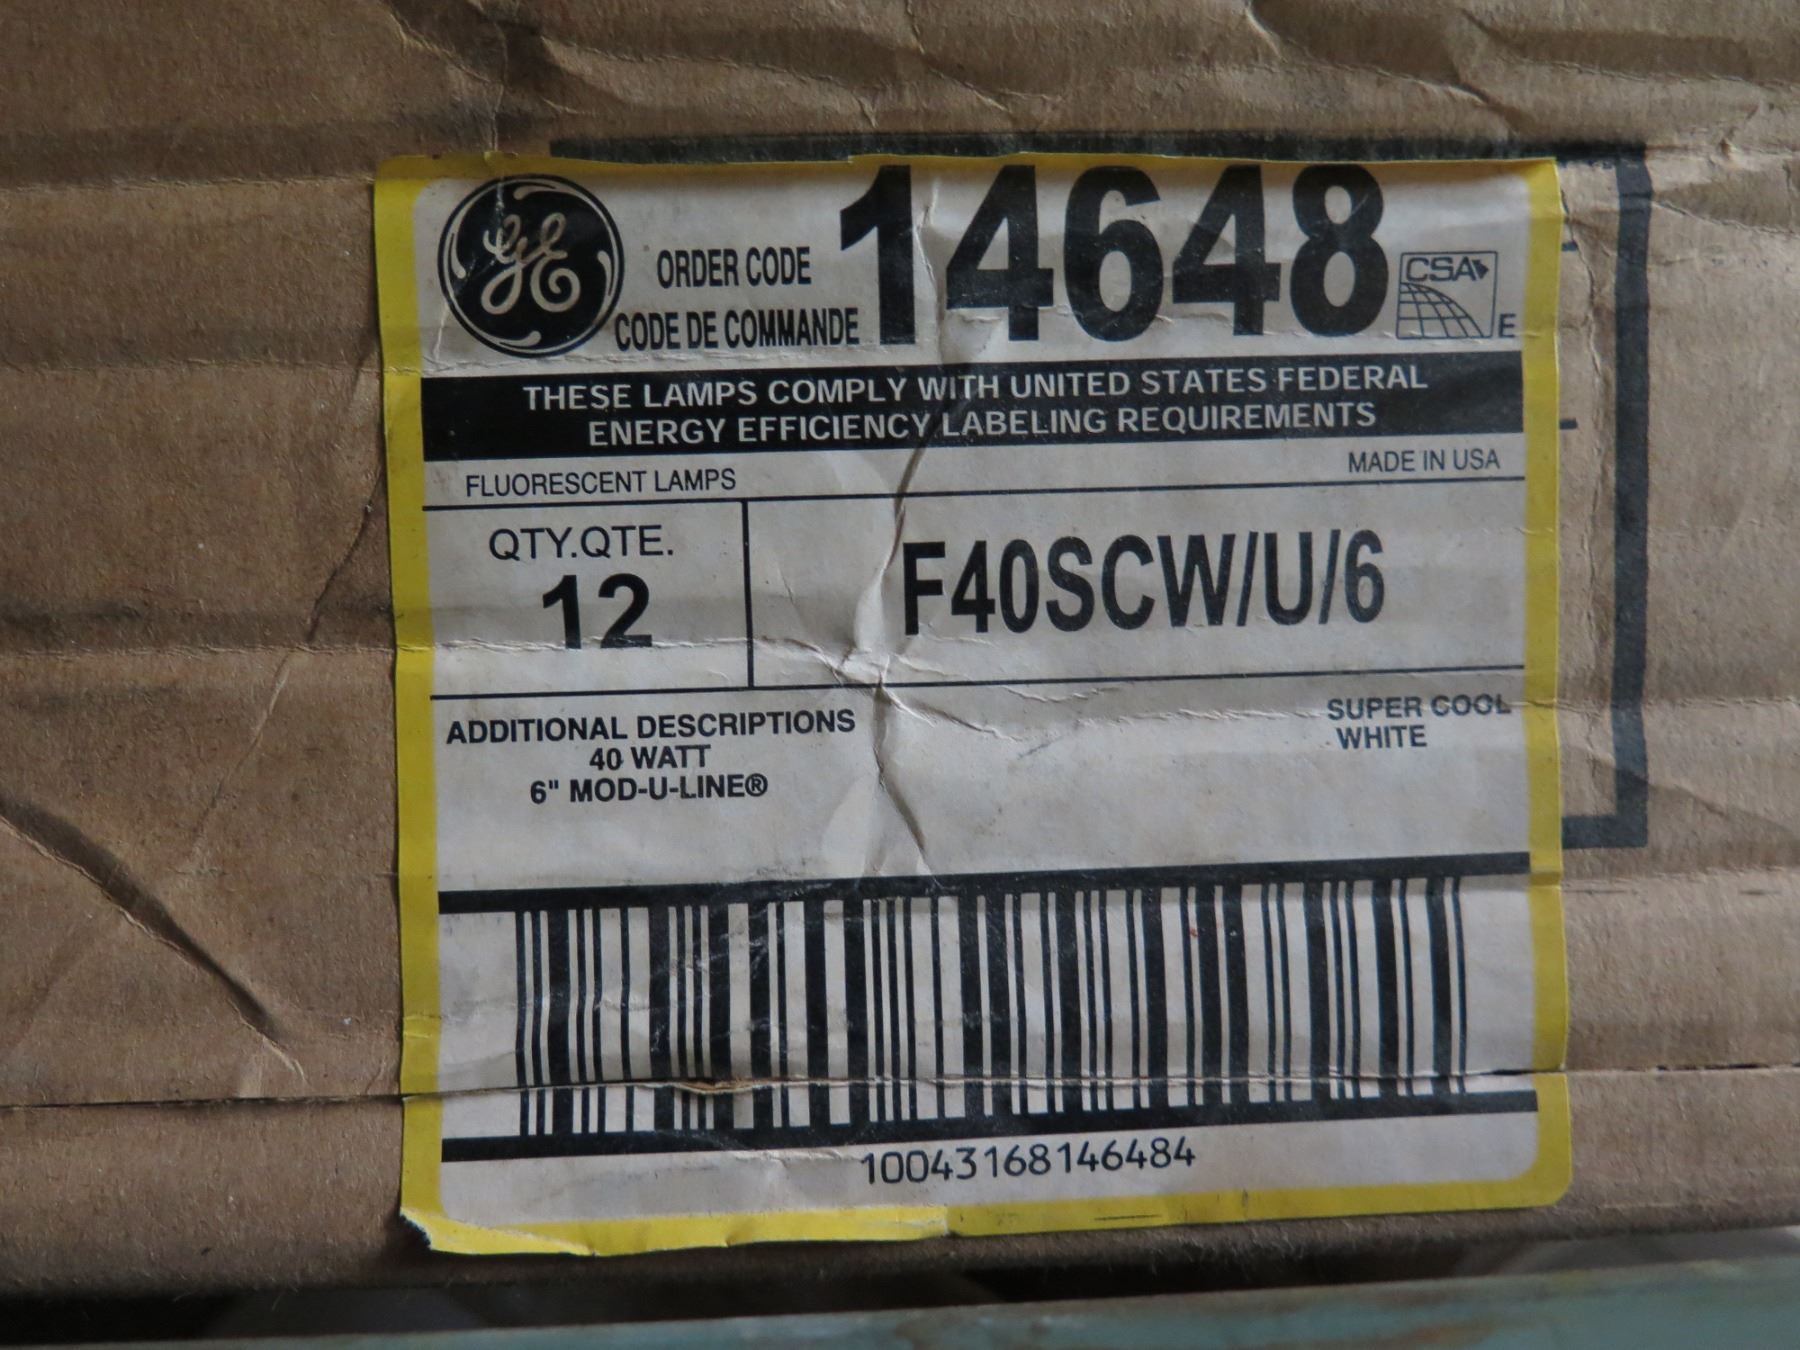 GE
ORDER CODE
CODE DE COMMANDE
14648
CSA
E
THESE LAMPS COMPLY WITH UNITED STATES FEDERAL
ENERGY EFFICIENCY LABELING REQUIREMENTS
FLUORESCENT LAMPS
MADE IN USA
QTY.QTE.
12
F40SCW/U/6
ADDITIONAL DESCRIPTIONS
40 WATT
6" MOD-U-LINE®
SUPER COOL
WHITE
10043168146484